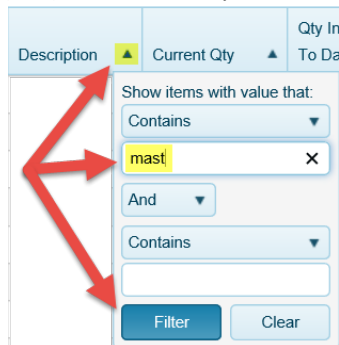 Qty In
Description Current Qty To Da
Show items with value that:
Contains
mast
And
Contains
Filter Clear